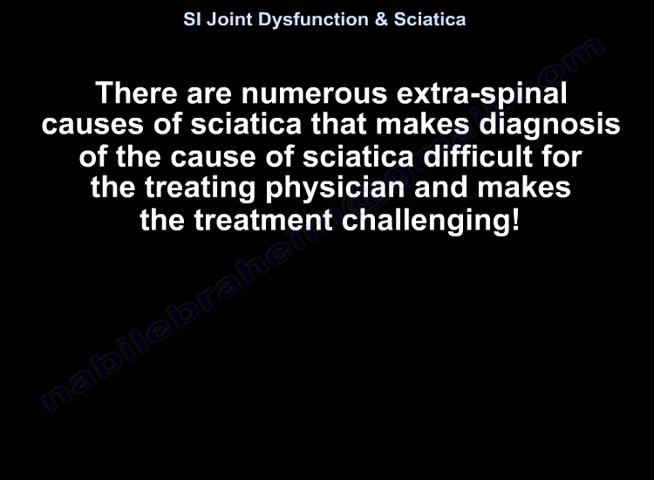 SI Joint Dysfunction & Sciatica
There are numerous extra-spinal
causes of sciatica that makes diagnosis
of the cause of sciatica difficult for
the treating physician and makes
the treatment challenging!